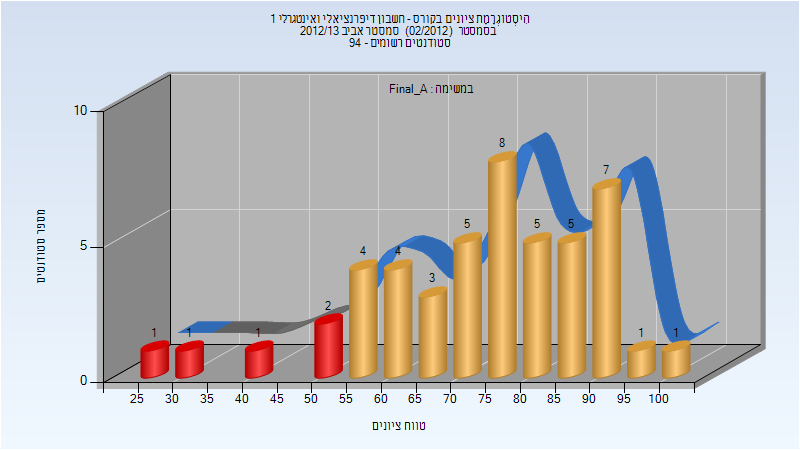 הִיסְטוֹגְרַמַת ציונים בקורס - חשבון דיפרנציאלי ואינטגרלי 1
בסמסטר (02/2012) סמסטר אביב 2012/13
סטודנטים רשומים - 94
במשימה : Final_A
מספר סטודנטים
10
5
0
1
1
1
2
4
4
3
5
8
5
5
7
1
1
25 30 35 40 45 50 55 60 65 70 75 80 85 90 95 100
טווח ציונים